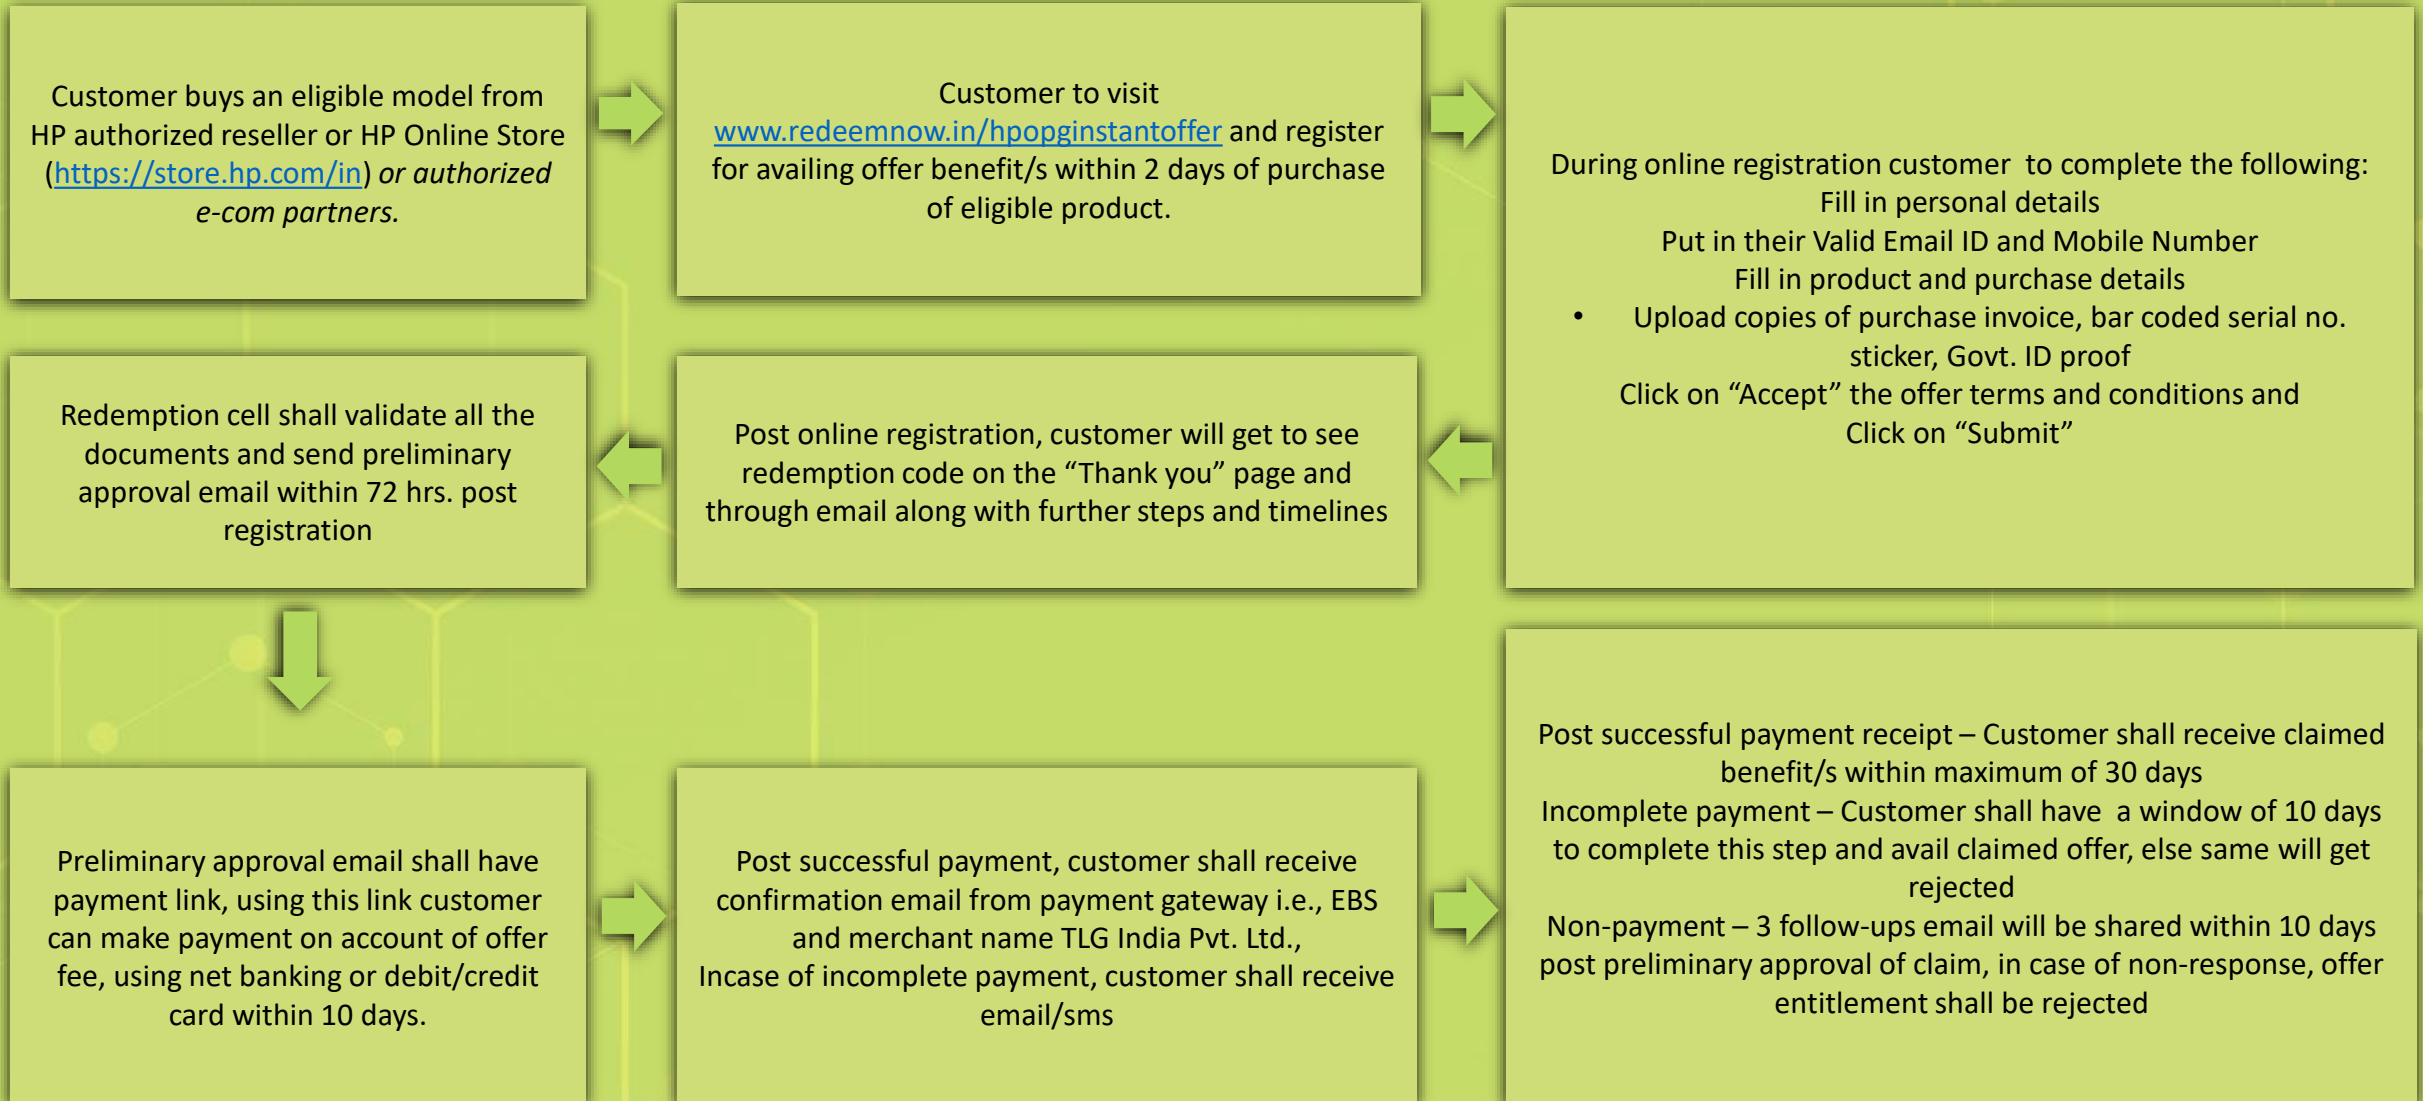 Customer buys an eligible model from
HP authorized reseller or HP Online Store
(https://store.hp.com/in) or authorized
e-com partners.
Customer to visit
www.redeemnow.in/hpopginstantoffer and register
for availing offer benefit/s within 2 days of purchase
of eligible product.
During online registration customer  to complete the following:
Fill in personal details
Put in their Valid Email ID and Mobile Number
Fill in product and purchase details
• Upload copies of purchase invoice, bar coded serial no.
sticker, Govt. ID proof
Click on “Accept” the offer terms and conditions and
Click on “Submit”
Post online registration, customer will get to see
redemption code on the “Thank you” page and
through email along with further steps and timelines
Redemption cell shall validate all the
documents and send preliminary
approval email within 72 hrs. post
registration
Preliminary approval email shall have
payment link, using this link customer
can make payment on account of offer
fee, using net banking or debit/credit
card within 10 days.
Post successful payment, customer shall receive
confirmation email from payment gateway i.e., EBS
and merchant name TLG India Pvt. Ltd.,
Incase of incomplete payment, customer shall receive
email/sms
Post successful payment receipt – Customer shall receive claimed
benefit/s within maximum of 30 days
Incomplete payment – Customer shall have  a window of 10 days
to complete this step and avail claimed offer, else same will get
rejected
Non-payment – 3 follow-ups email will be shared within 10 days
post preliminary approval of claim, in case of non-response, offer
entitlement shall be rejected